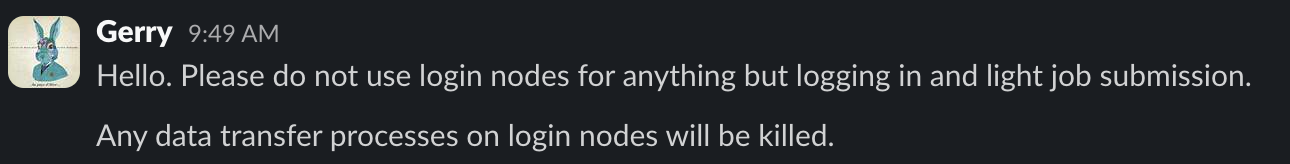 Gerry 9:49 AM
Hello. Please do not use login nodes for anything but logging in and light job submission.
Any data transfer processes on login nodes will be killed.